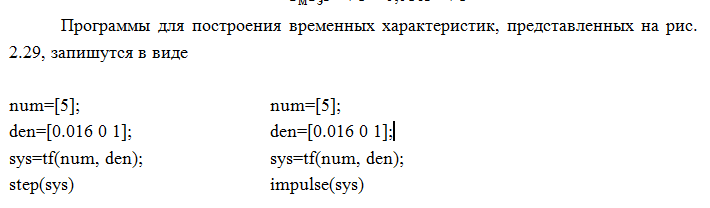 Программы для построения временных характеристик, представленных на рис.
2.29, запишутся в виде
num=[5];
den=[0.016 0 1];
sys=tf(num, den);
step(sys)
num=[5];
den=[0.016 0 1];
sys=tf(num, den);
impulse(sys)